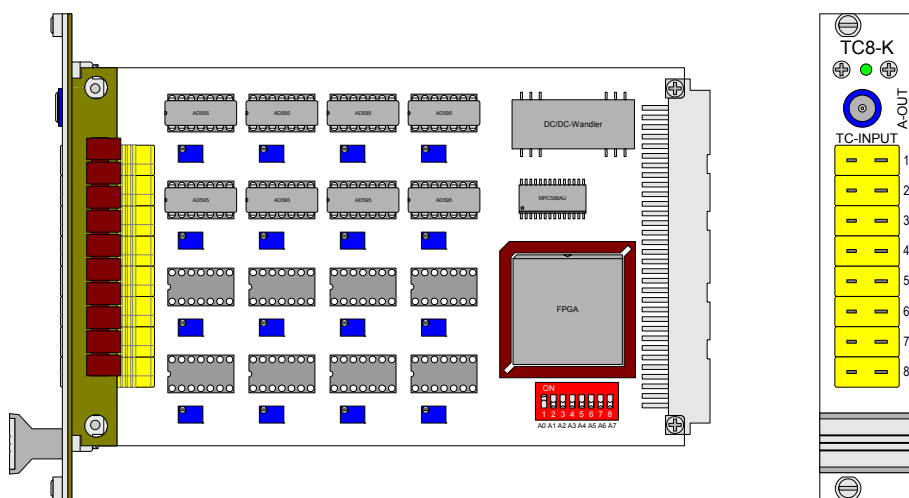 AD595 AD595 AD595 AD595
DC/DC-Wandler
AD595 AD595 AD595 AD595
MPC506AU
FPGA
ON
1 2 3 4 5 6 7 8
A0 A1 A2 A3 A4 A5 A6 A7
TC8-K
A-OUT
TC-INPUT
1
2
3
4
5
6
7
8